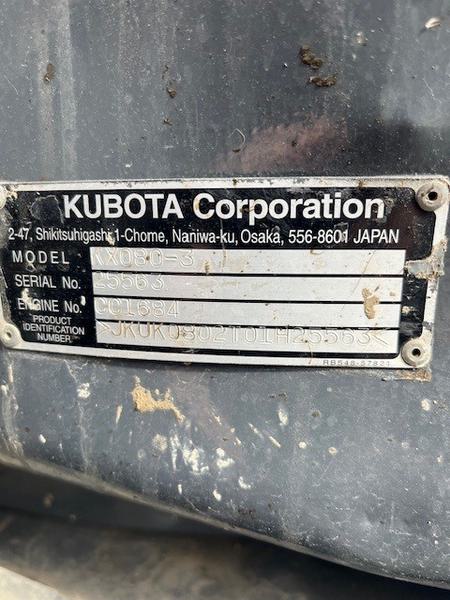 KUBOTA Corporation
2-47, Shikitsuhigashi 1-Chome, Naniwa-ku, Osaka, 556-8601 JAPAN
MODEL KX080-3
SERIAL No. 25563
ENGINE No. CC1684
PRODUCT IDENTIFICATION NUMBER >JKUK0802T01H25563<
RB548-57821